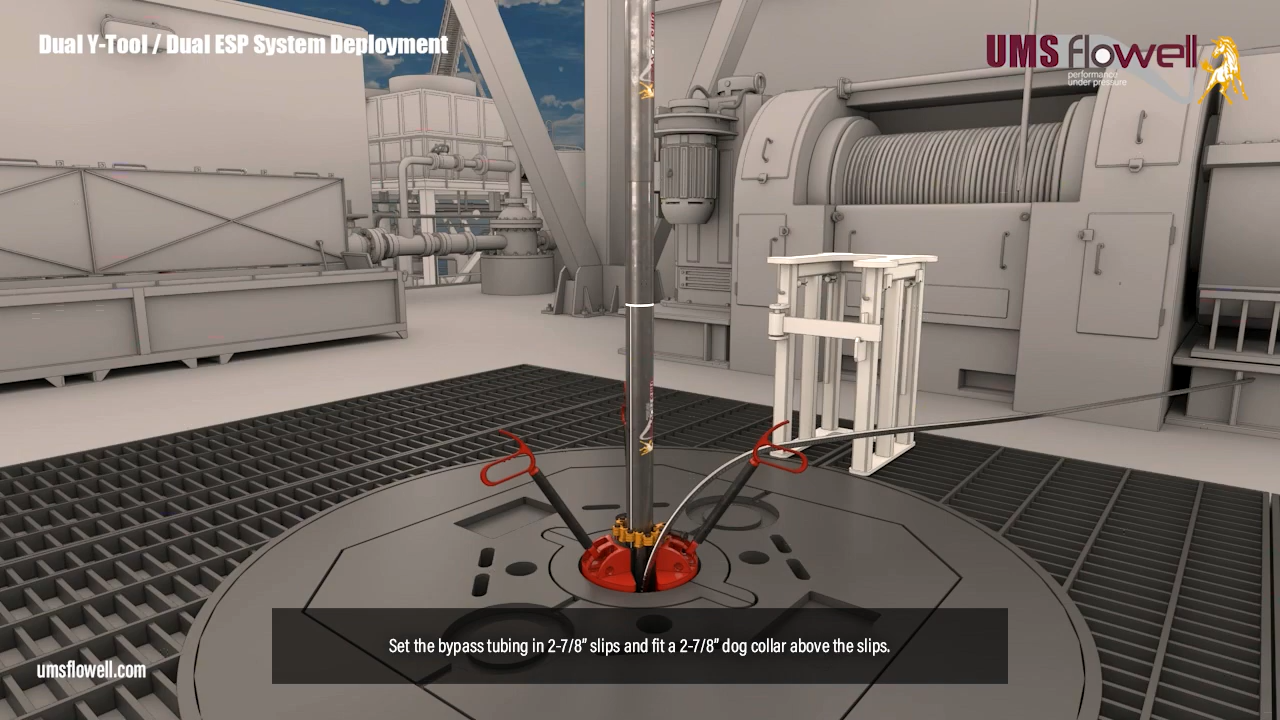 Dual Y-Tool / Dual ESP System Deployment
UMS flowell
performance
under pressure
Set the bypass tubing in 2-7/8" slips and fit a 2-7/8" dog collar above the slips.
umsflowell.com